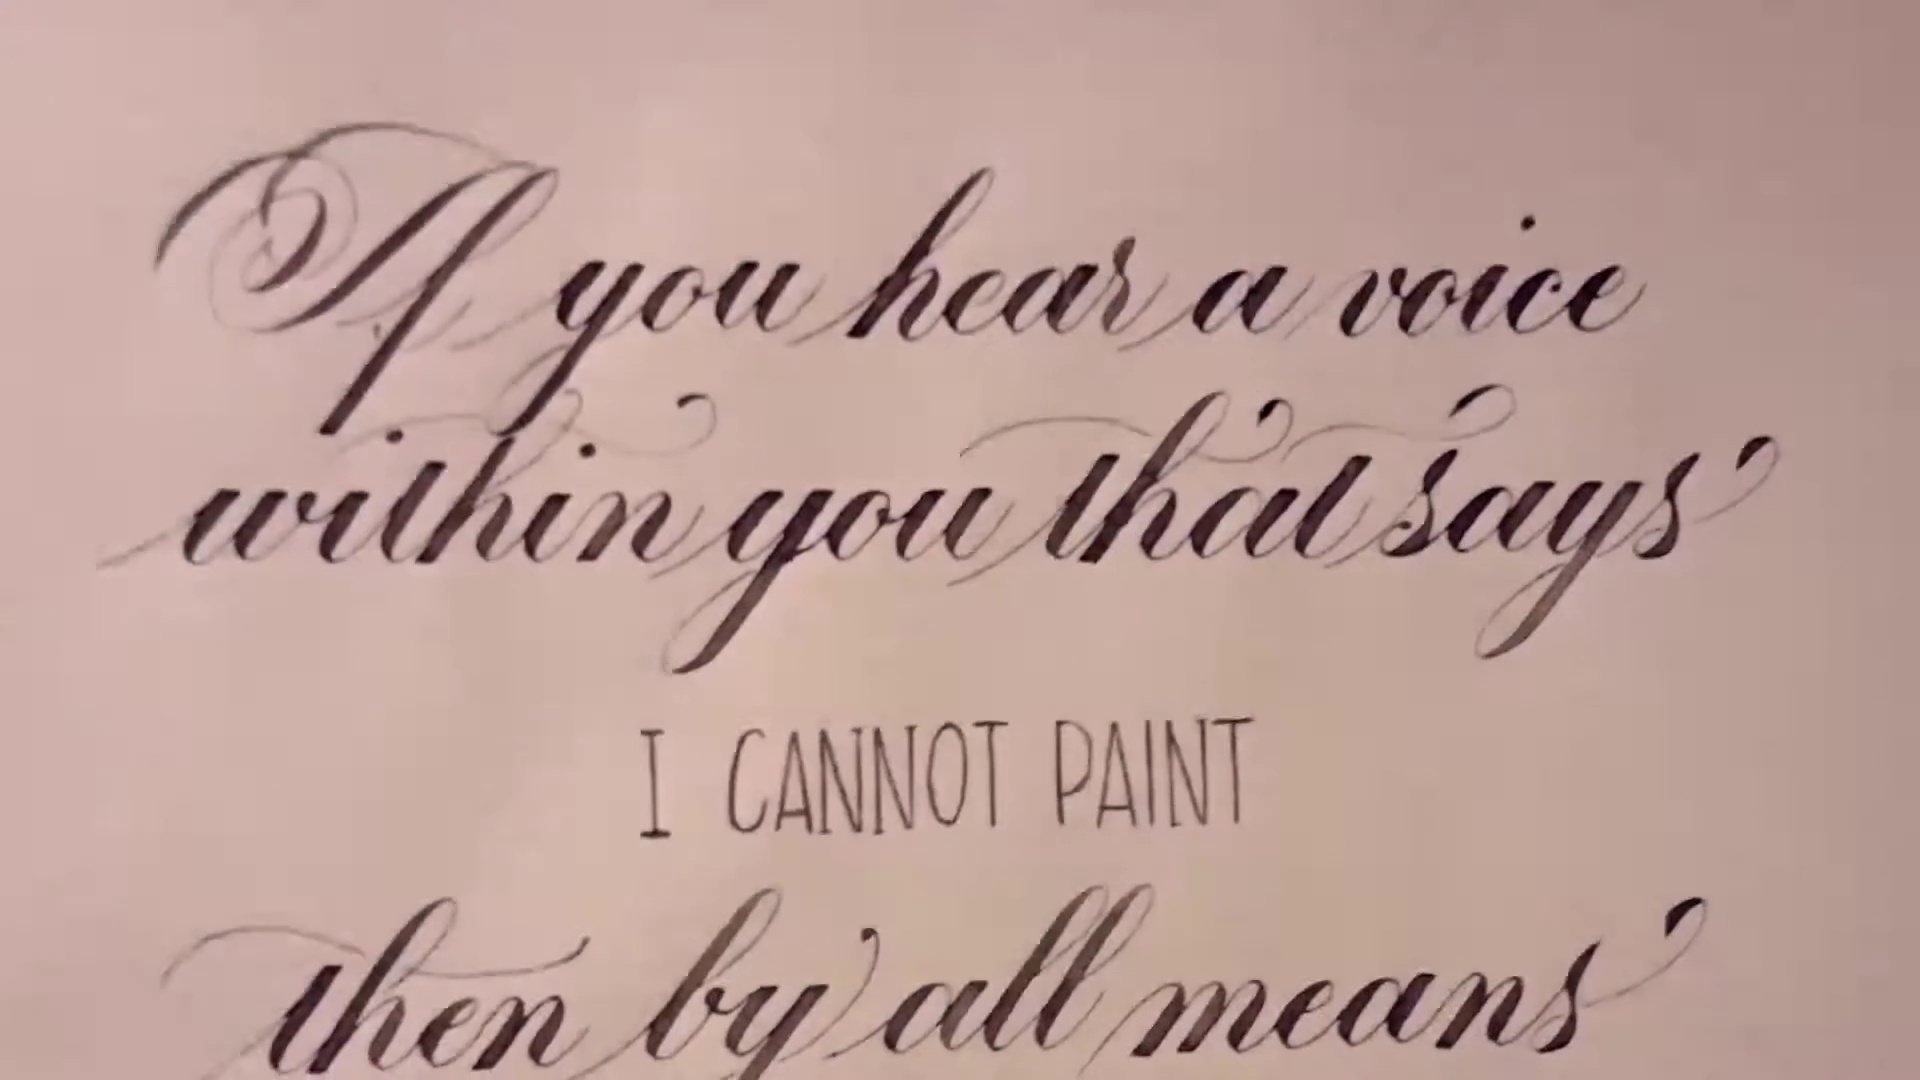 If you hear a voice
within you that says
I CANNOT PAINT
then by all means